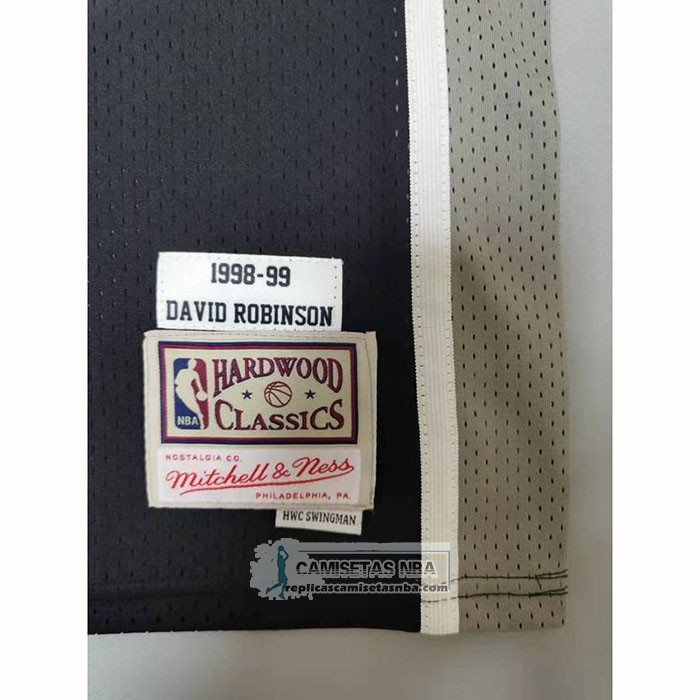 1998-99
DAVID ROBINSON
HARDWOOD
CLASSICS
NBA
NOSTALGIA CO.
Mitchell & Ness
PHILADELPHIA, PA.
HWC SWINGMAN
CAMISETAS NBA
replicascamisetasnba.com